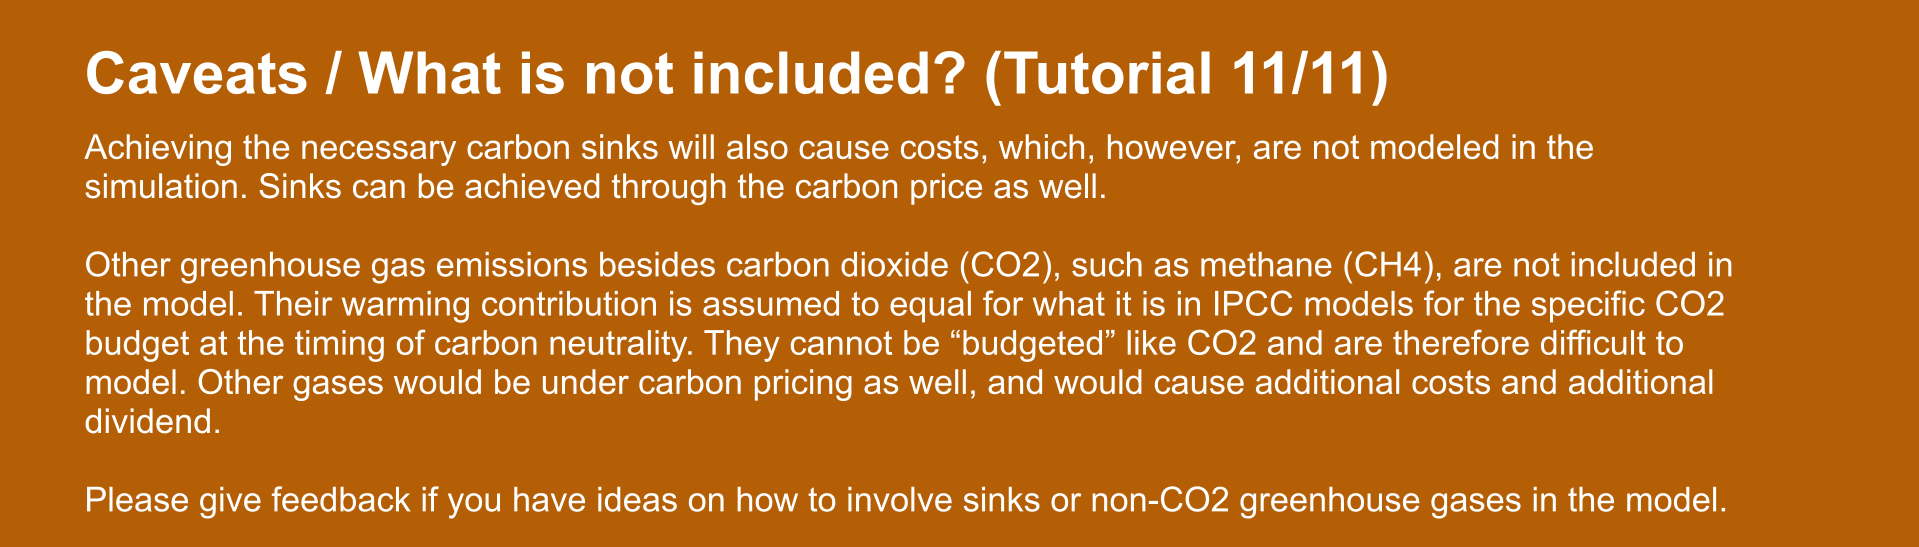 Caveats / What is not included? (Tutorial 11/11)
Achieving the necessary carbon sinks will also cause costs, which, however, are not modeled in the
simulation. Sinks can be achieved through the carbon price as well.
Other greenhouse gas emissions besides carbon dioxide (CO2), such as methane (CH4), are not included in
the model. Their warming contribution is assumed to equal for what it is in IPCC models for the specific CO2
budget at the timing of carbon neutrality. They cannot be “budgeted” like CO2 and are therefore difficult to
model. Other gases would be under carbon pricing as well, and would cause additional costs and additional
dividend.
Please give feedback if you have ideas on how to involve sinks or non-CO2 greenhouse gases in the model.